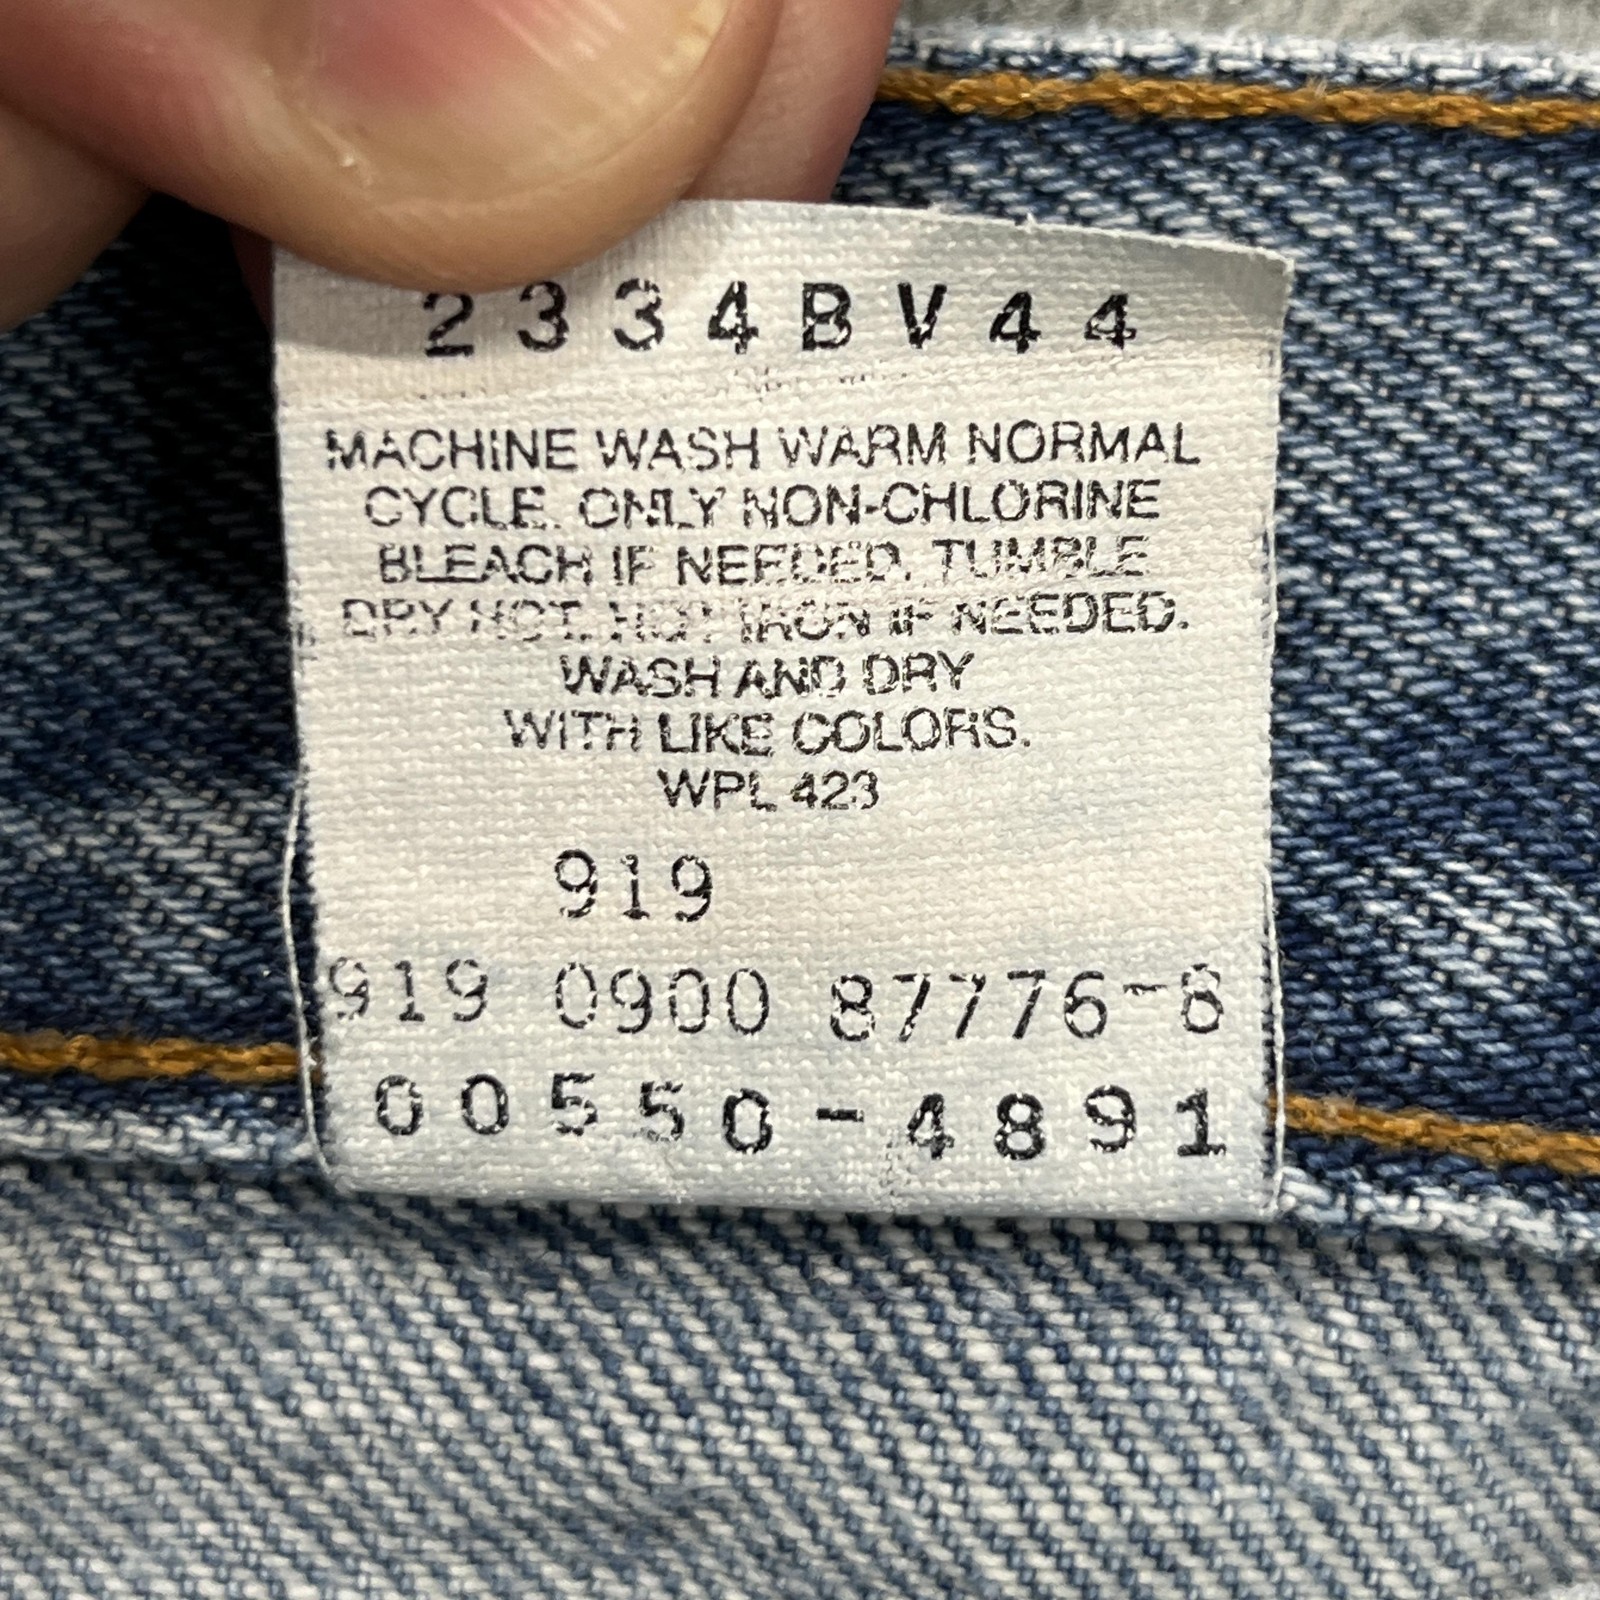 2334BV44
MACHINE WASH WARM NORMAL
CYCLE. ONLY NON-CHLORINE
BLEACH IF NEEDED. TUMBLE
DRY HOT. HOT IRON IF NEEDED.
WASH AND DRY
WITH LIKE COLORS.
WPL 423
919
919 0900 87776-8
00550-4891